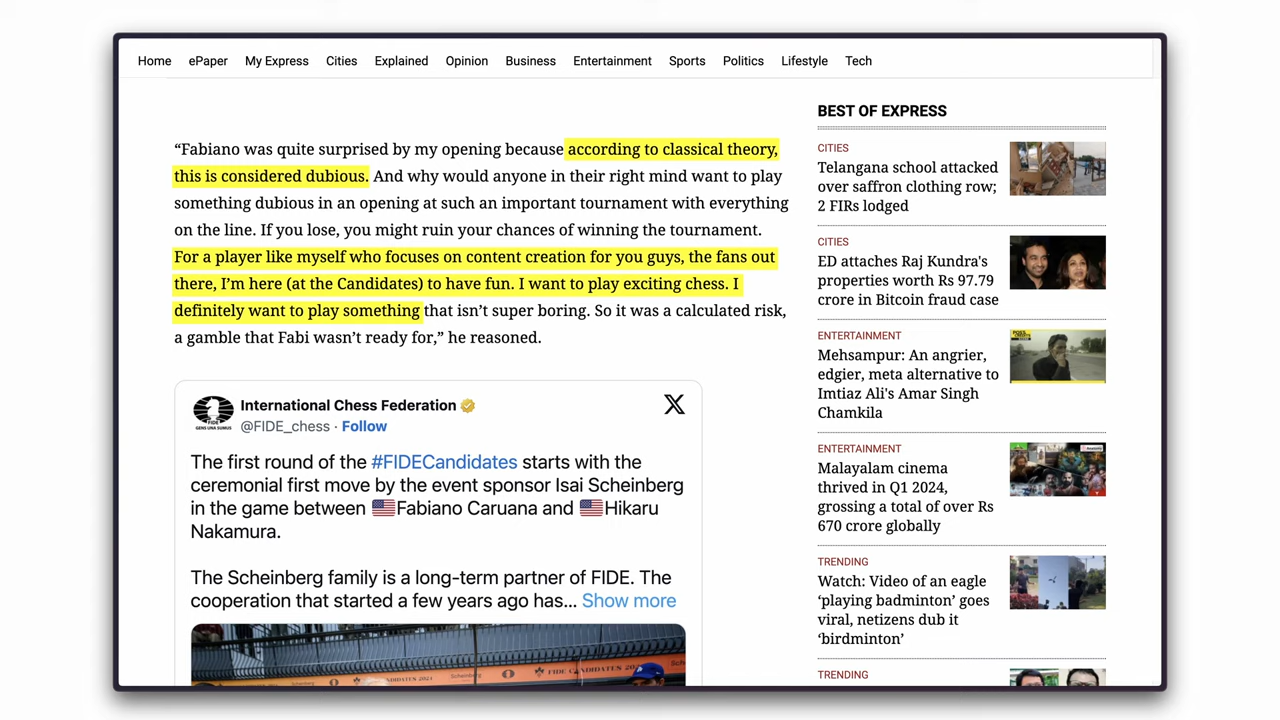 Home ePaper My Express Cities Explained Opinion Business Entertainment Sports Politics Lifestyle Tech
“Fabiano was quite surprised by my opening because according to classical theory,
this is considered dubious. And why would anyone in their right mind want to play
something dubious in an opening at such an important tournament with everything
on the line. If you lose, you might ruin your chances of winning the tournament.
For a player like myself who focuses on content creation for you guys, the fans out
there, I’m here (at the Candidates) to have fun. I want to play exciting chess. I
definitely want to play something that isn’t super boring. So it was a calculated risk,
a gamble that Fabi wasn’t ready for,” he reasoned.
FIDE
GENS UNA SUMUS
International Chess Federation
@FIDE_chess · Follow
The first round of the #FIDECandidates starts with the
ceremonial first move by the event sponsor Isai Scheinberg
in the game between 🇺🇸Fabiano Caruana and 🇺🇸Hikaru
Nakamura.
The Scheinberg family is a long-term partner of FIDE. The
cooperation that started a few years ago has... Show more
Scheinberg
FIDE CANDIDATES
BEST OF EXPRESS
CITIES
Telangana school attacked
over saffron clothing row;
2 FIRs lodged
CITIES
ED attaches Raj Kundra's
properties worth Rs 97.79
crore in Bitcoin fraud case
ENTERTAINMENT
Mehsampur: An angrier,
edgier, meta alternative to
Imtiaz Ali's Amar Singh
Chamkila
ENTERTAINMENT
Malayalam cinema
thrived in Q1 2024,
grossing a total of over Rs
670 crore globally
TRENDING
Watch: Video of an eagle
‘playing badminton’ goes
viral, netizens dub it
‘birdminton’
TRENDING